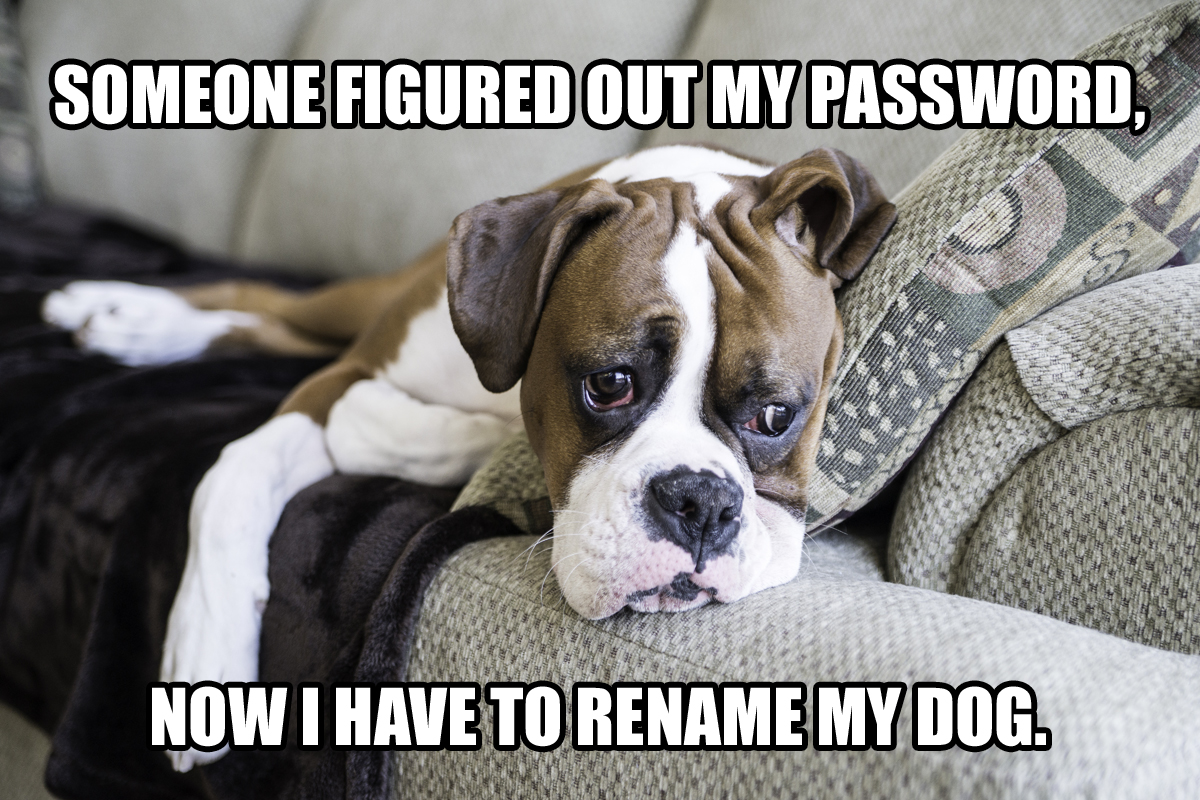 SOMEONE FIGURED OUT MY PASSWORD,
NOW I HAVE TO RENAME MY DOG.